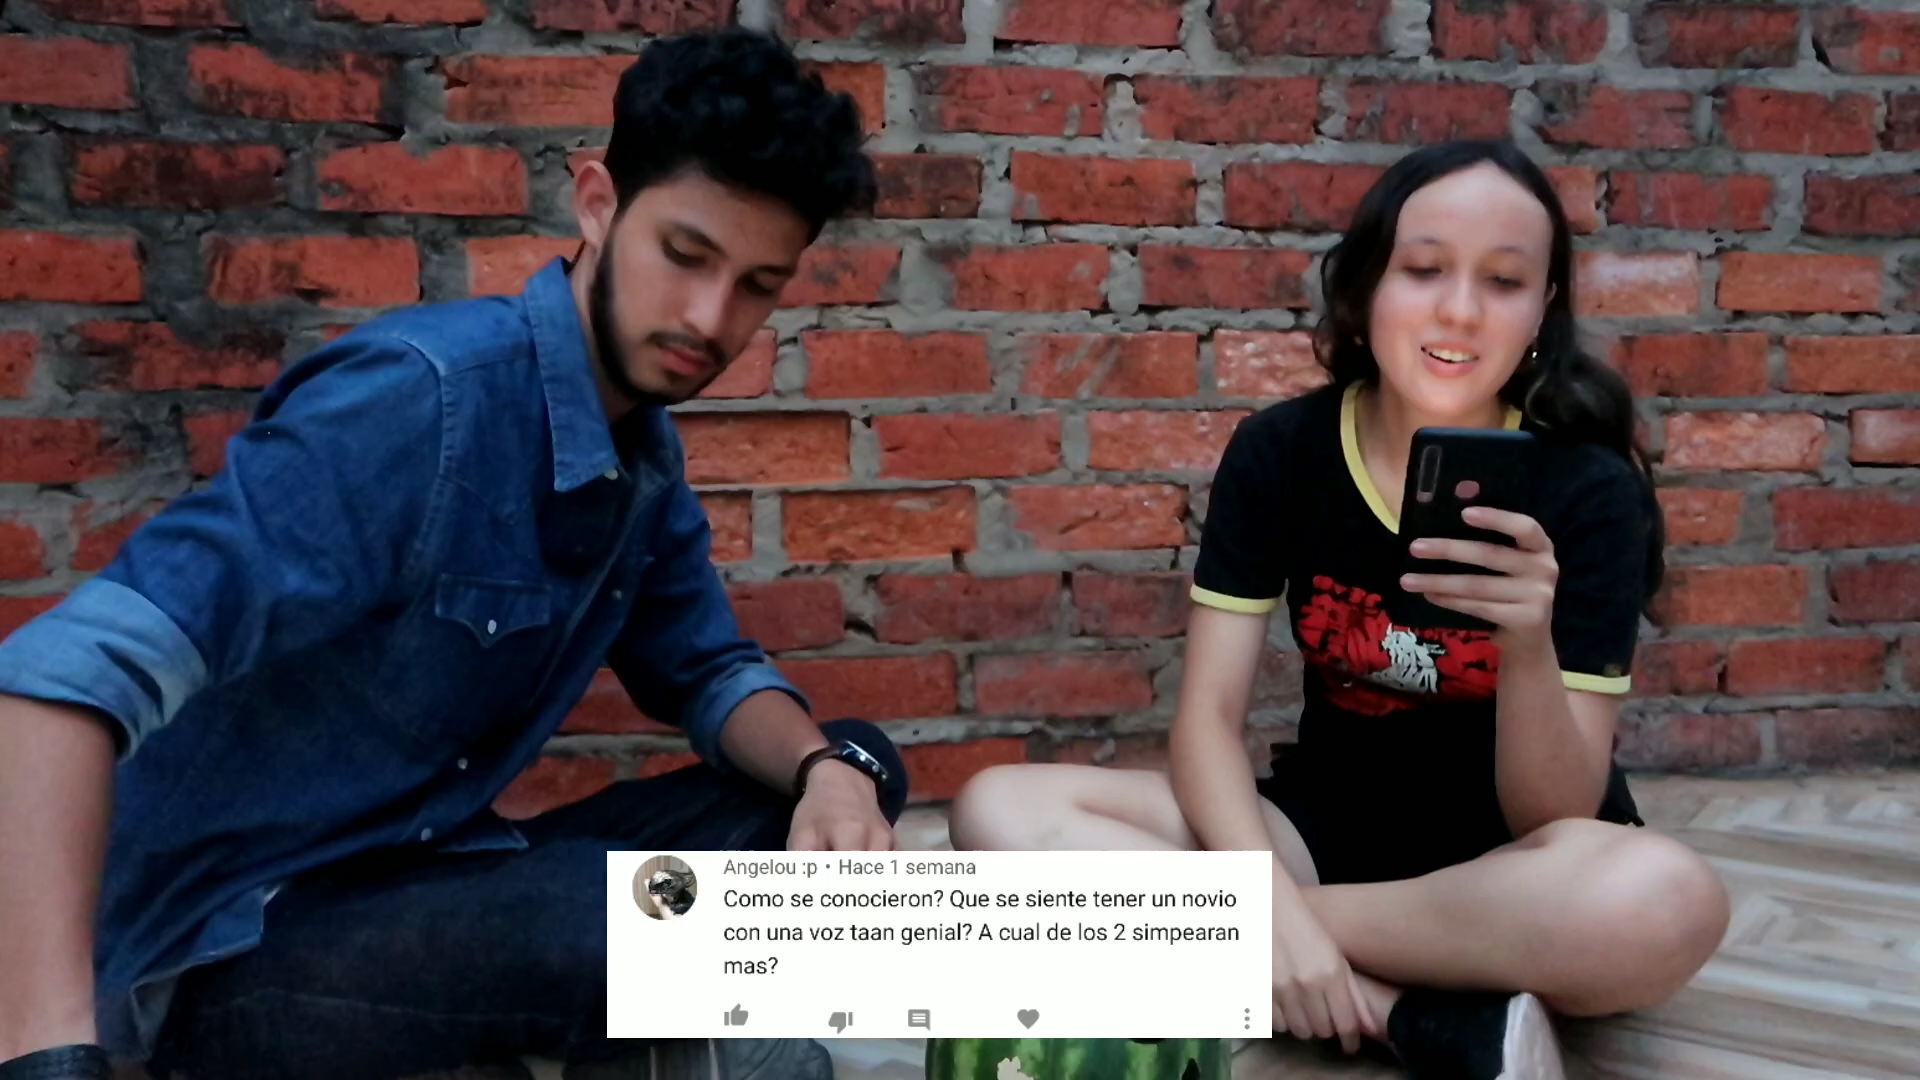 Angelou :p • Hace 1 semana
Como se conocieron? Que se siente tener un novio
con una voz taan genial? A cual de los 2 simpearan
mas?